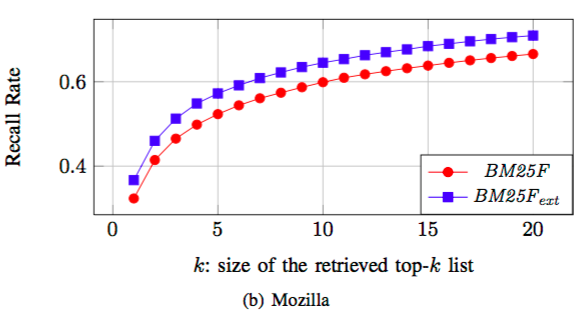 Recall Rate
0.6
0.4
BM25F
BM25F_ext
0 5 10 15 20
k: size of the retrieved top-k list
(b) Mozilla